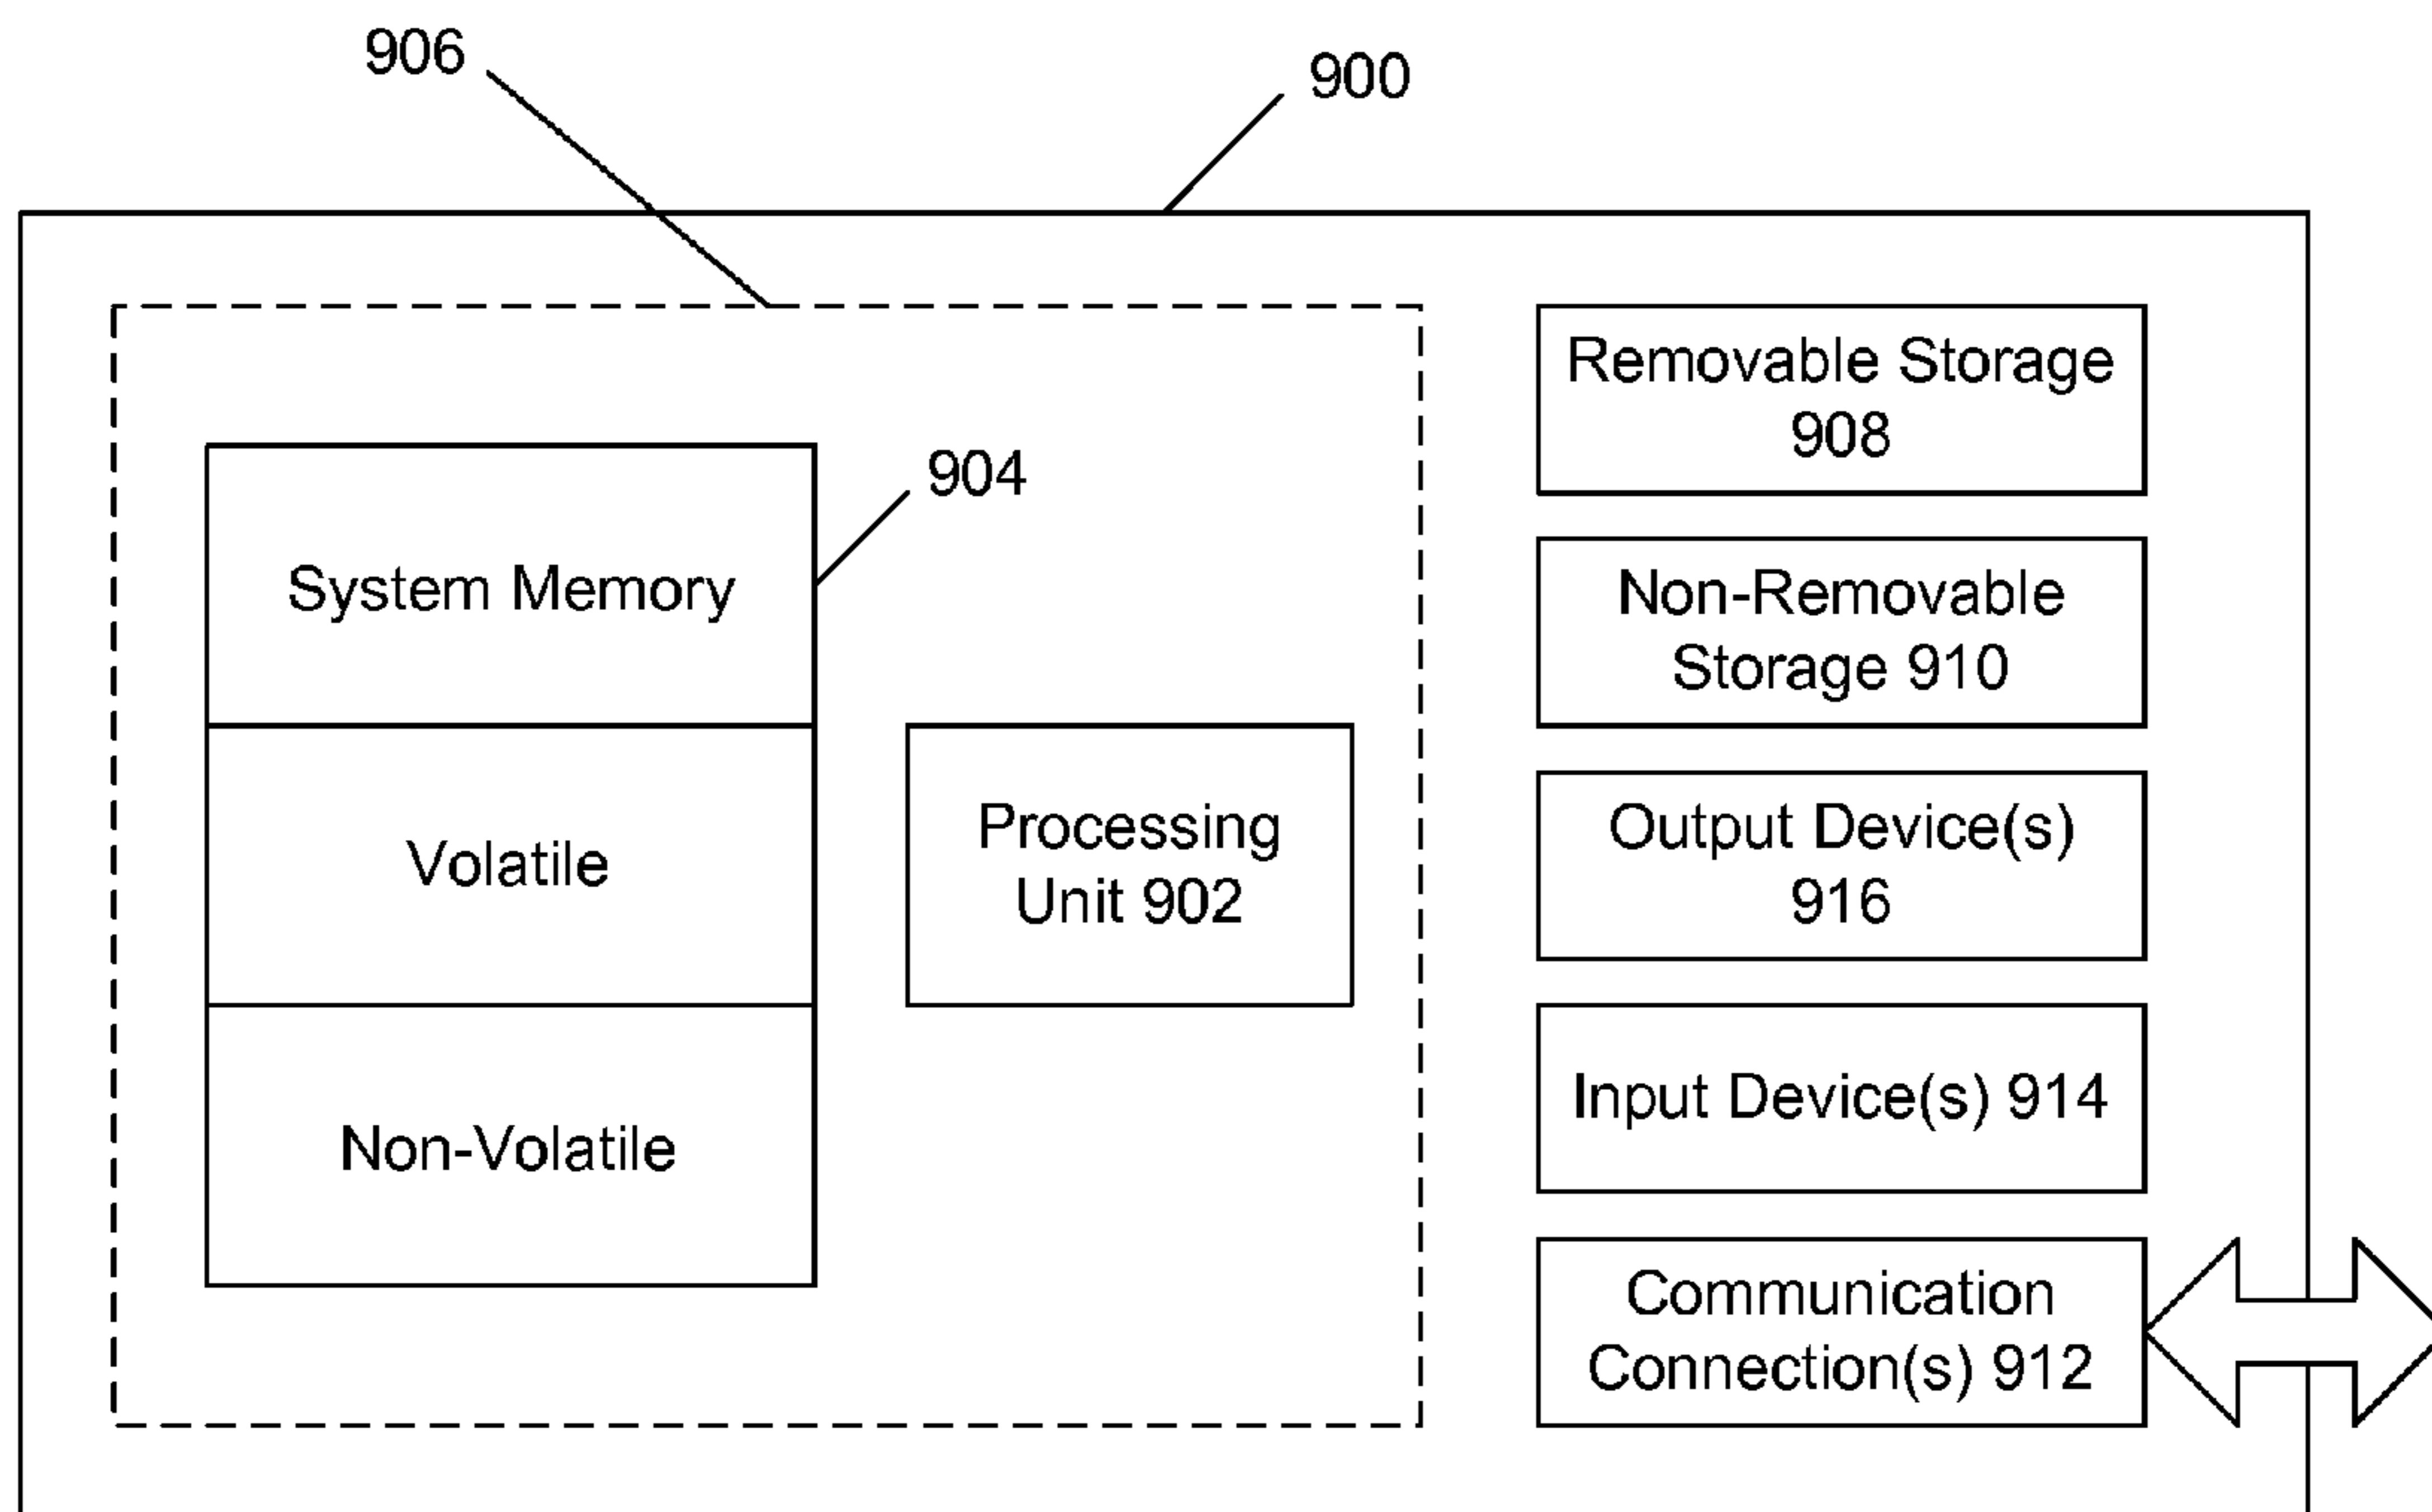 906
900
904
System Memory
Volatile
Non-Volatile
Processing
Unit 902
Removable Storage
908
Non-Removable
Storage 910
Output Device(s)
916
Input Device(s) 914
Communication
Connection(s) 912